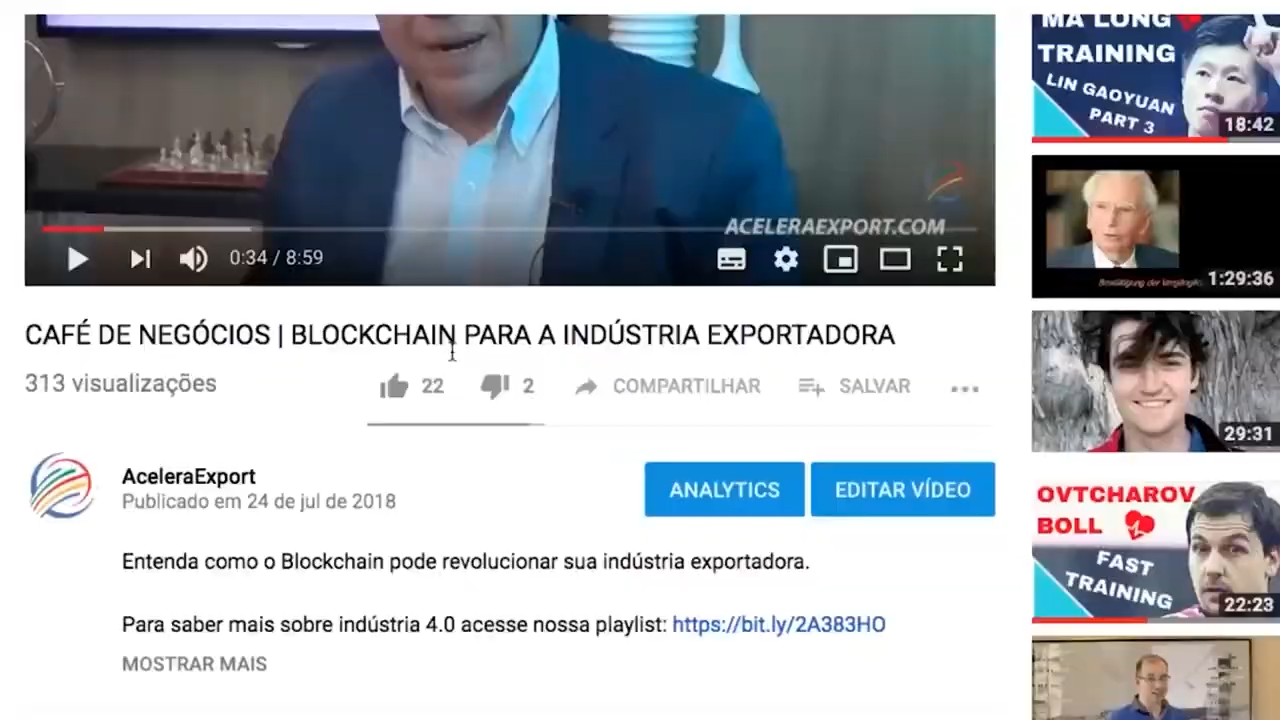 ACELERAEXPORT.COM
0:34 / 8:59
CAFÉ DE NEGÓCIOS | BLOCKCHAIN PARA A INDÚSTRIA EXPORTADORA
313 visualizações
22
2
COMPARTILHAR
SALVAR
AceleraExport
Publicado em 24 de jul de 2018
ANALYTICS
EDITAR VÍDEO
Entenda como o Blockchain pode revolucionar sua indústria exportadora.
Para saber mais sobre indústria 4.0 acesse nossa playlist: https://bit.ly/2A383HO
MOSTRAR MAIS
MA LONG
TRAINING
LIN GAOYUAN
PART 3
18:42
1:29:36
29:31
OVTCHAROV
BOLL
FAST
TRAINING
22:23